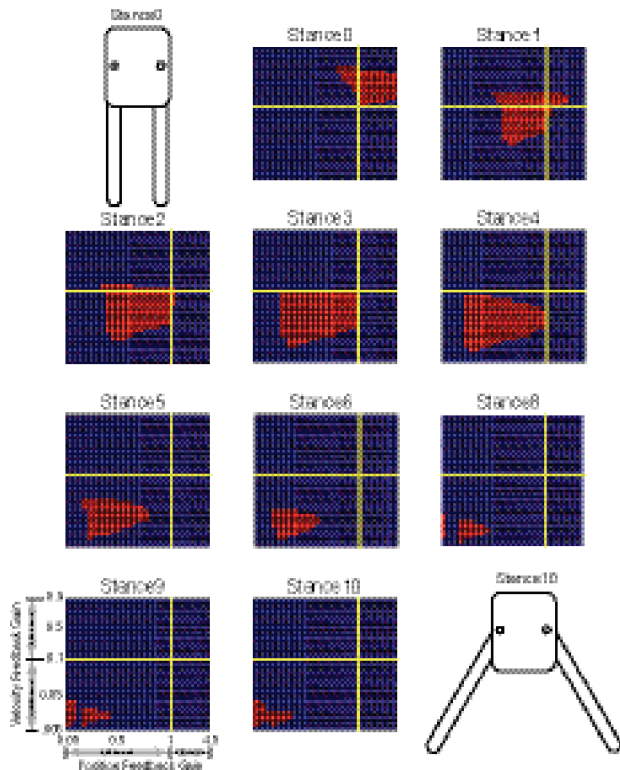 Stance0
Stance0
Stance1
Stance2
Stance3
Stance4
Stance5
Stance6
Stance8
Stance9
Stance10
Stance10
Velocity Feedback Gain
0.5
0.1
0.05
0.5
1
Position Feedback Gain